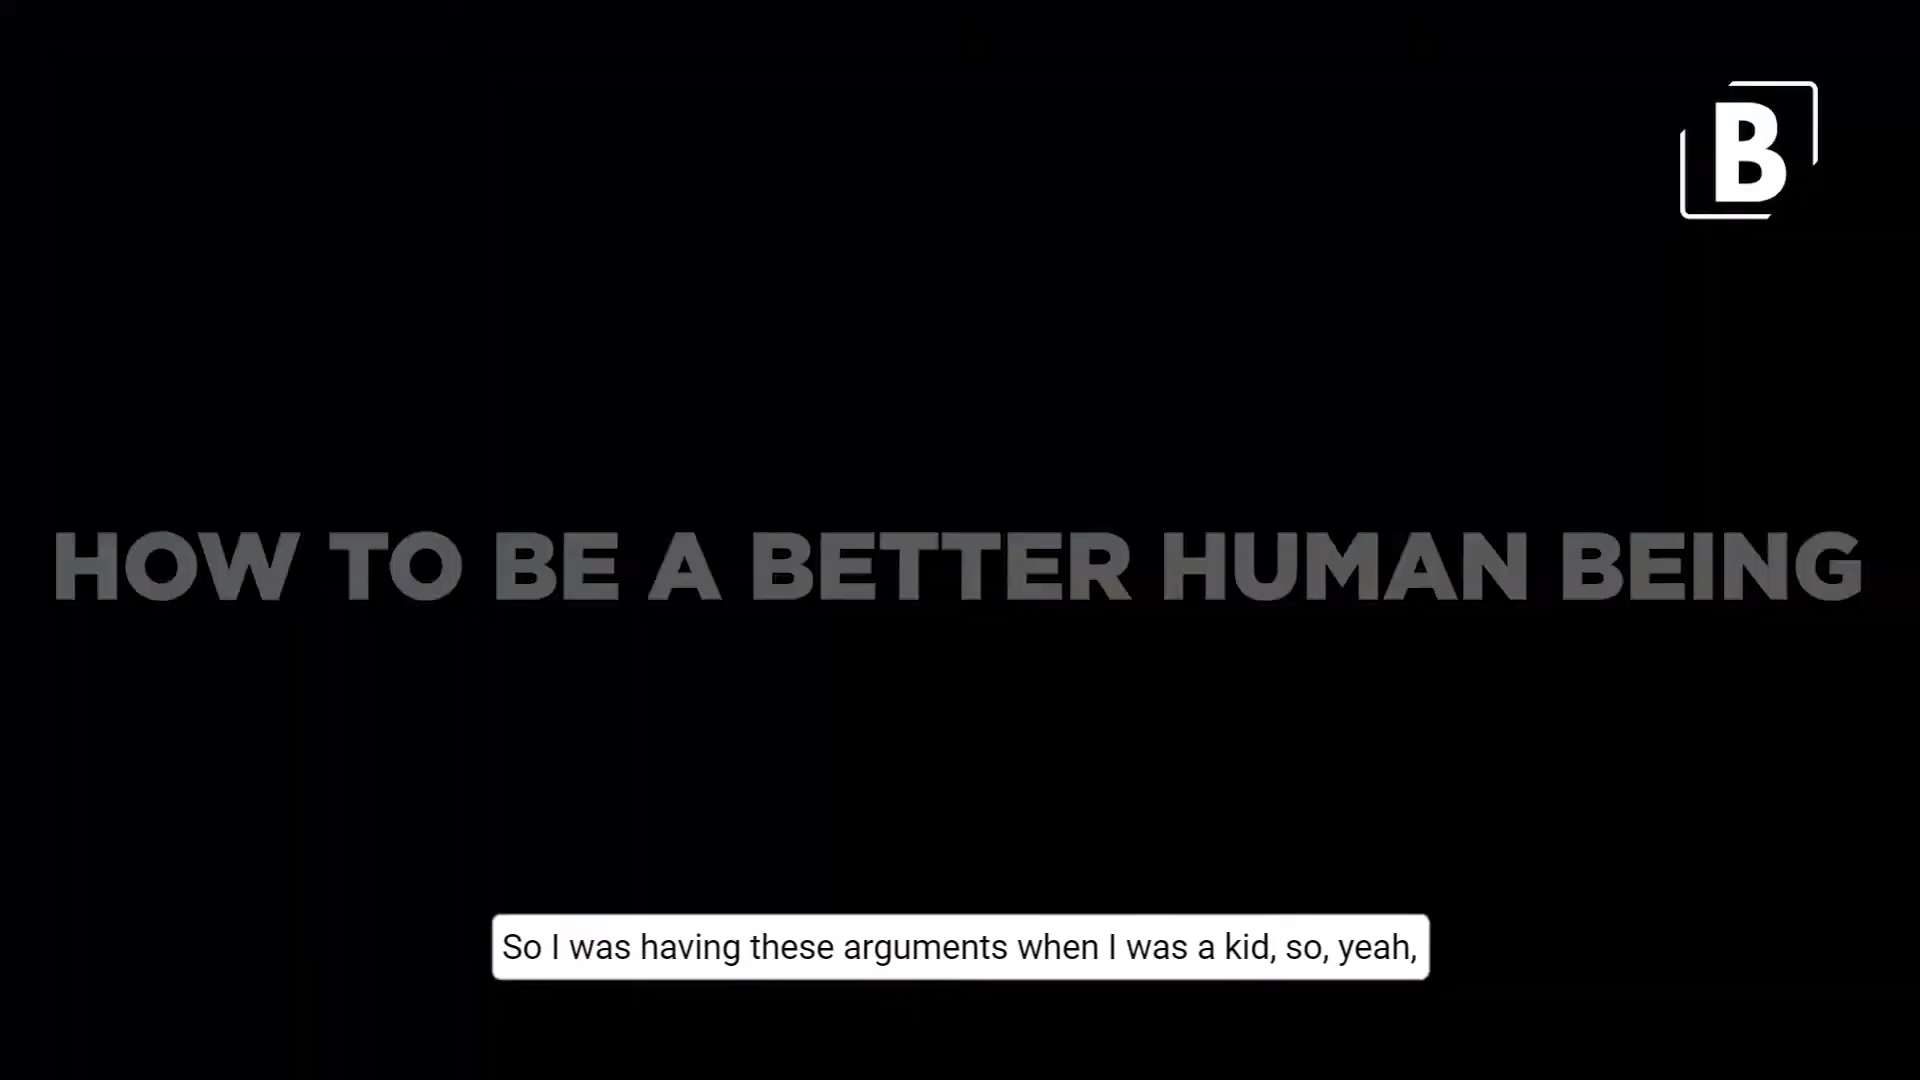 B
HOW TO BE A BETTER HUMAN BEING
So I was having these arguments when I was a kid, so, yeah,